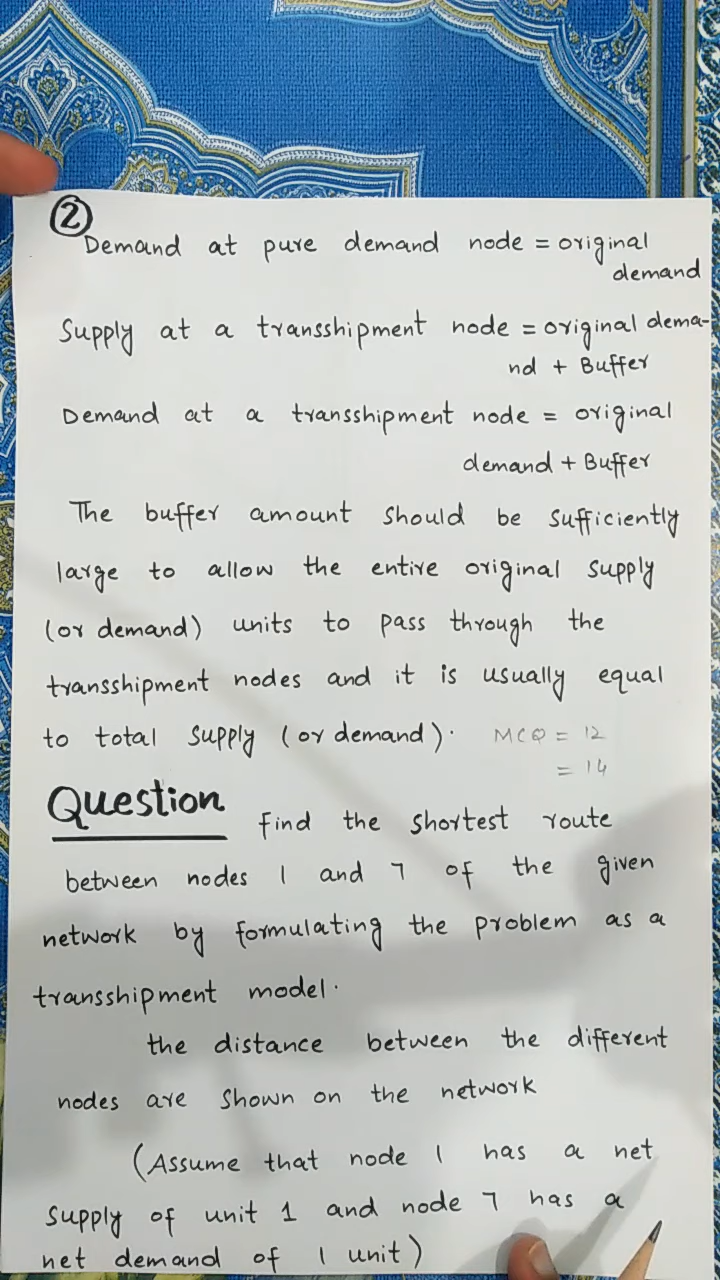 ②
Demand at pure demand node = original
demand
Supply at a transshipment node = original dema-
nd + Buffer
Demand at a transshipment node = original
demand + Buffer
The buffer amount should be sufficiently
large to allow the entire original supply
(or demand) units to pass through the
transshipment nodes and it is usually equal
to total supply (or demand).
MCQ = 12
= 14
Question
find the shortest route
between nodes 1 and 7 of the given
network by formulating the problem as a
transshipment model.
the distance between the different
nodes are shown on the network
(Assume that node 1 has a net
supply of unit 1 and node 7 has a
net demand of 1 unit)